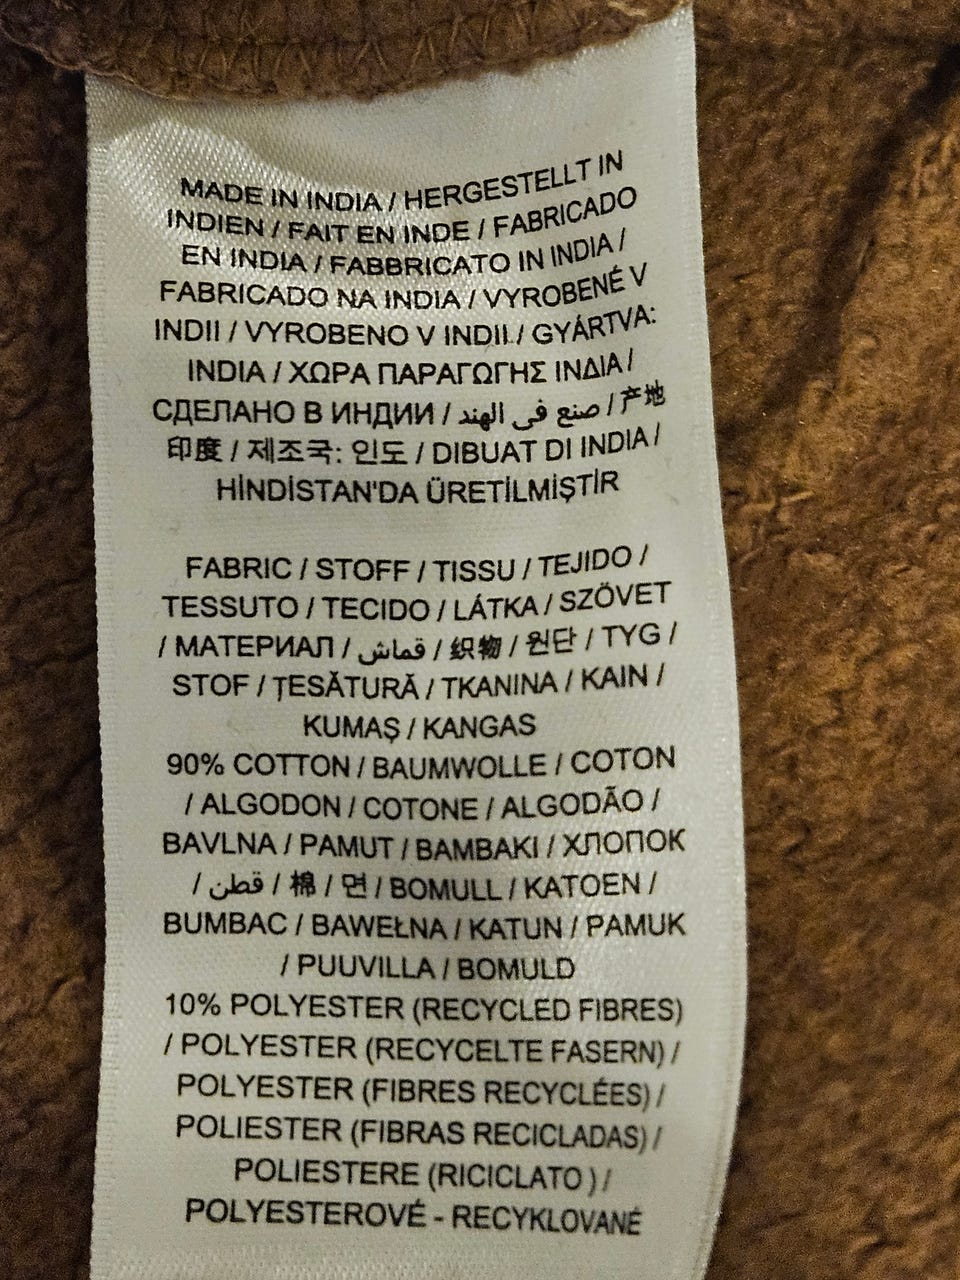 MADE IN INDIA / HERGESTELLT IN
INDIEN / FAIT EN INDE / FABRICADO
EN INDIA / FABBRICATO IN INDIA /
FABRICADO NA INDIA / VYROBENÉ V
INDII / VYROBENO V INDII / GYÁRTVA:
INDIA / ΧΩΡΑ ΠΑΡΑΓΩΓΗΣ ΙΝΔΙΑ /
СДЕЛАНО В ИНДИИ / صنع في الهند / 产地
印度 / 제조국: 인도 / DIBUAT DI INDIA /
HİNDİSTAN'DA ÜRETİLMİŞTİR
FABRIC / STOFF / TISSU / TEJIDO /
TESSUTO / TECIDO / LÁTKA / SZÖVET
/ МАТЕРИАЛ / قماش / 织物 / 원단 / TYG /
STOF / ȚESĂTURĂ / TKANINA / KAIN /
KUMAŞ / KANGAS
90% COTTON / BAUMWOLLE / COTON
/ ALGODON / COTONE / ALGODÃO /
BAVLNA / PAMUT / BAMBAKI / ХЛОПОК
/ قطن / 棉 / 면 / BOMULL / KATOEN /
BUMBAC / BAWEŁNA / KATUN / PAMUK
/ PUUVILLA / BOMULD
10% POLYESTER (RECYCLED FIBRES)
/ POLYESTER (RECYCELTE FASERN) /
POLYESTER (FIBRES RECYCLÉES) /
POLIESTER (FIBRAS RECICLADAS) /
POLIESTERE (RICICLATO ) /
POLYESTEROVÉ - RECYKLOVANÉ